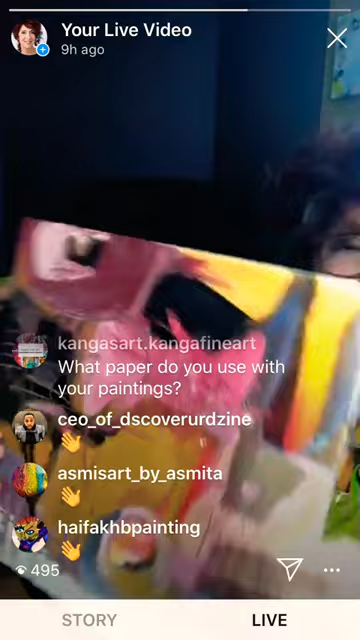 Your Live Video
9h ago
kangasart.kangafineart
What paper do you use with
your paintings?
ceo_of_dscoverurdzine
👋
asmisart_by_asmita
👋
haifakhbpainting
👋
495
STORY
LIVE